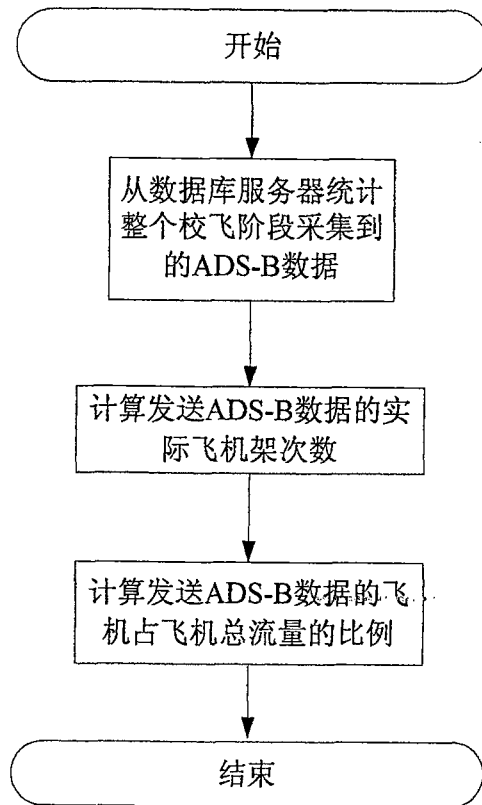 开始
从数据库服务器统计
整个校飞阶段采集到
的ADS-B数据
计算发送ADS-B数据的实
际飞机架次数
计算发送ADS-B数据的飞
机占飞机总流量的比例
结束